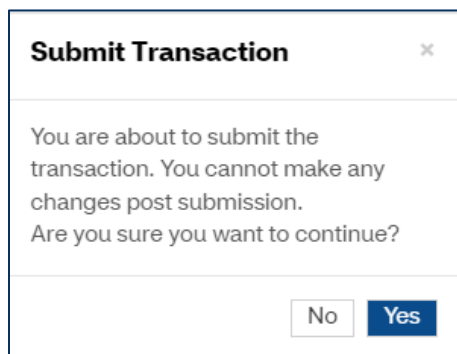 Submit Transaction ×
You are about to submit the
transaction. You cannot make any
changes post submission.
Are you sure you want to continue?
No Yes